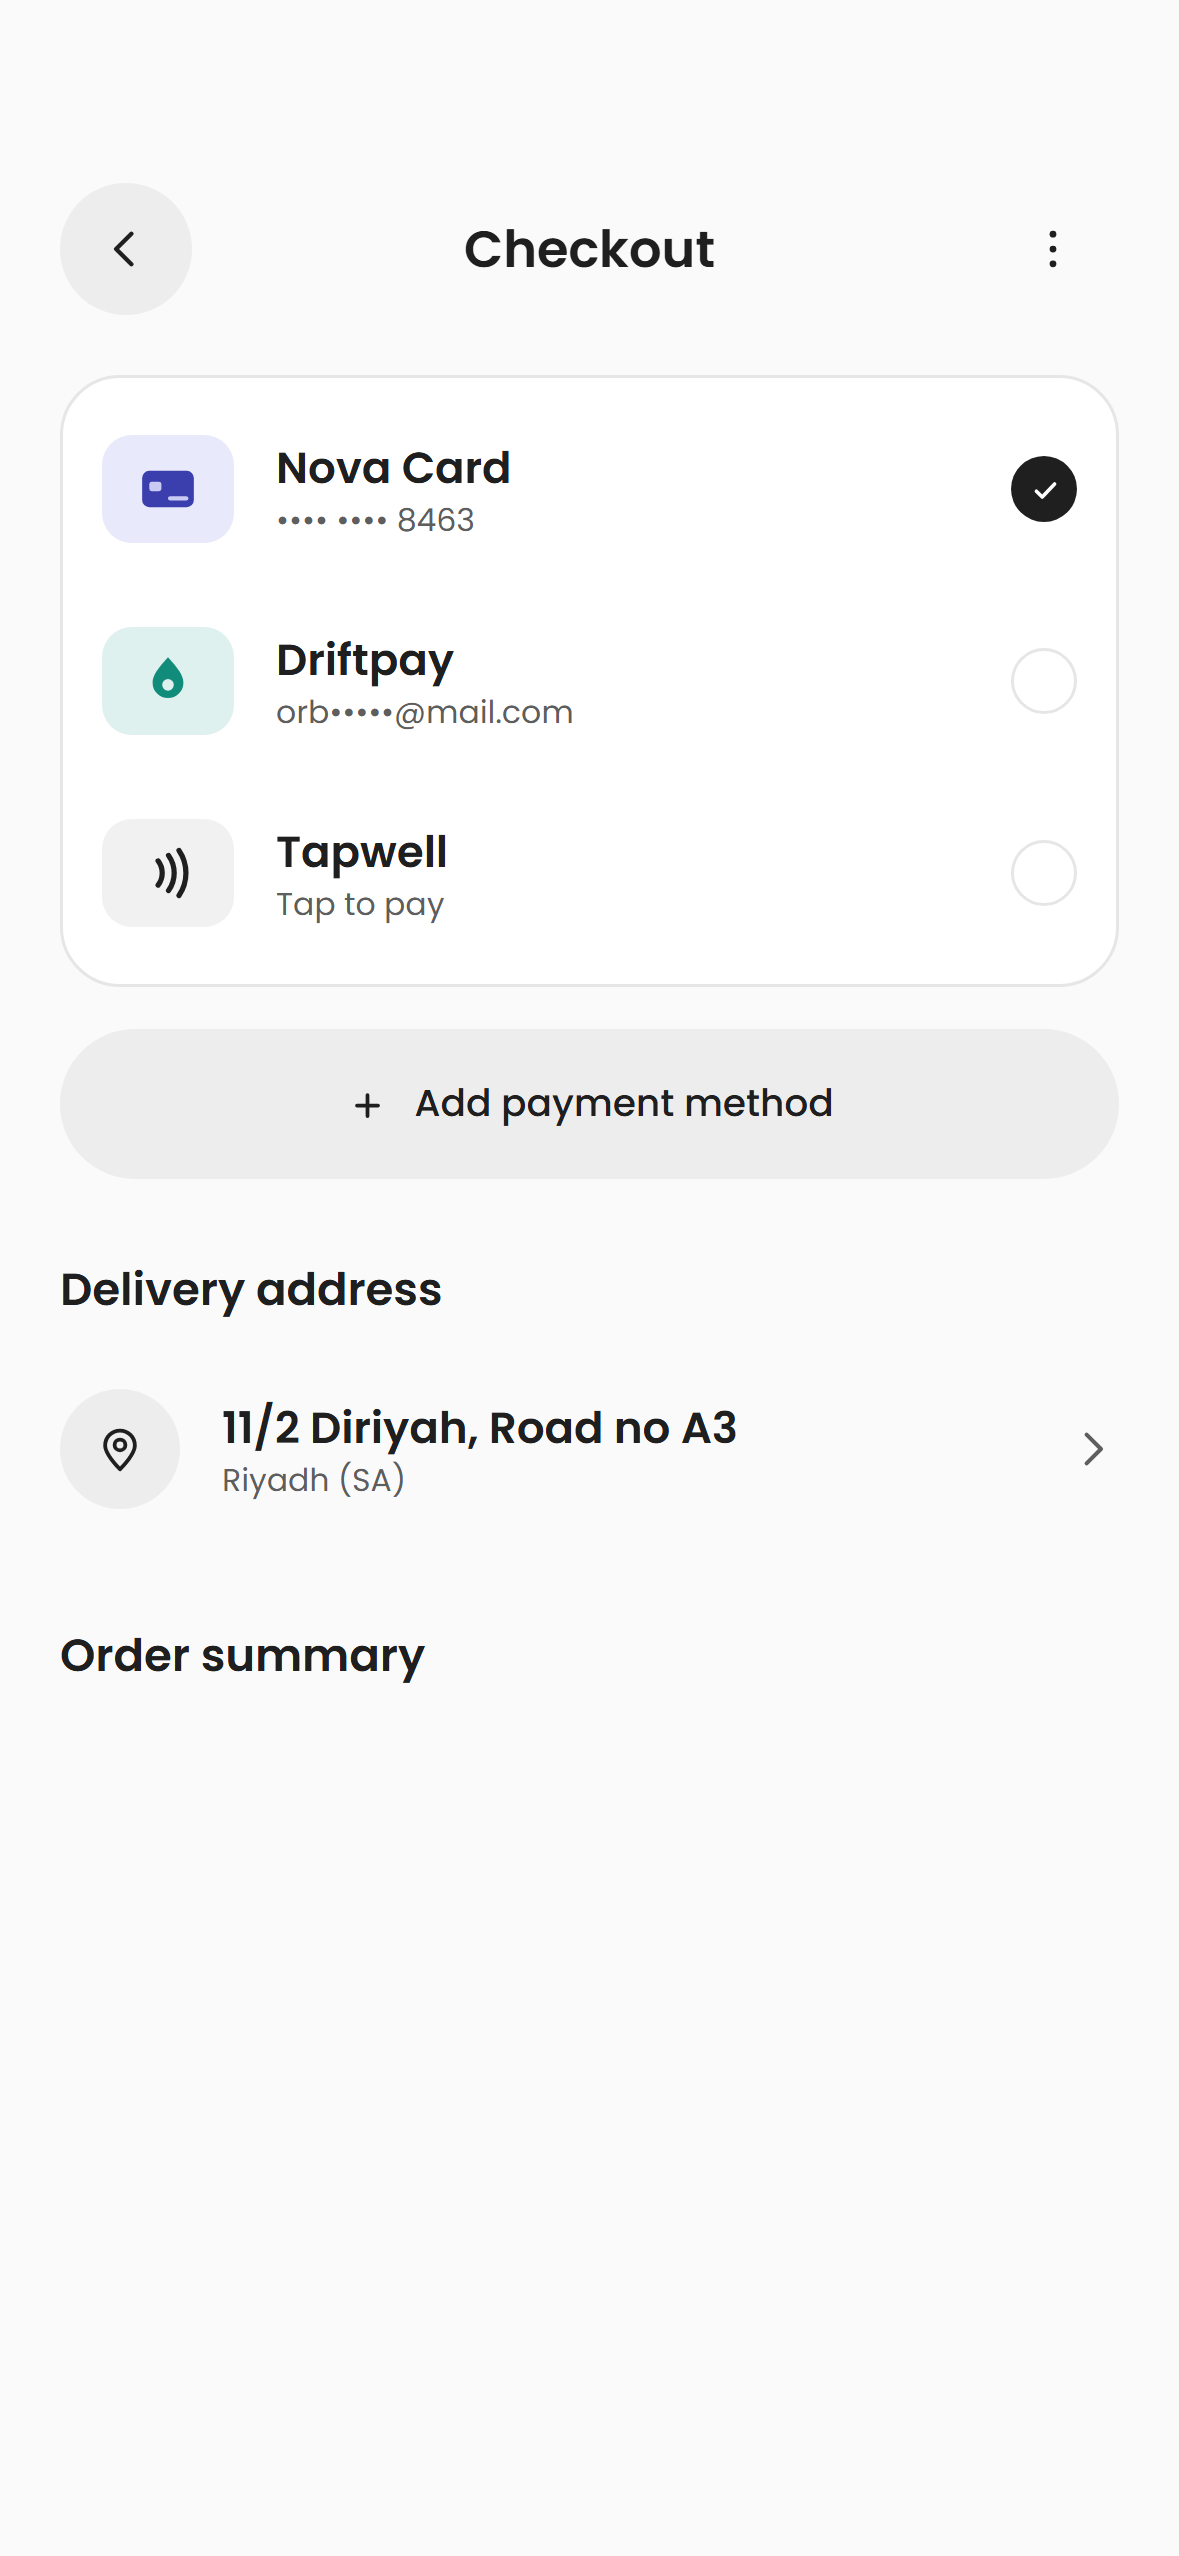 Checkout
Nova Card
•••• •••• 8463
Driftpay
orb•••••@mail.com
Tapwell
Tap to pay
+ Add payment method
Delivery address
11/2 Diriyah, Road no A3
Riyadh (SA)
Order summary